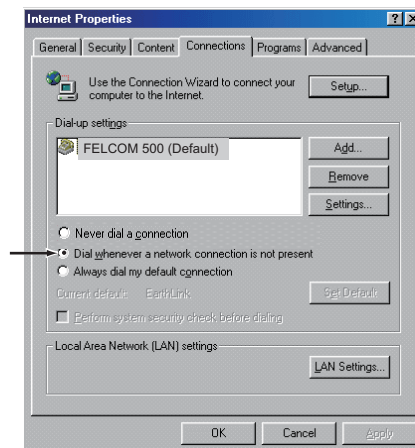 Internet Properties
General Security Content Connections Programs Advanced
Use the Connection Wizard to connect your
computer to the Internet.
Setup...
Dial-up settings
FELCOM 500 (Default)
Add...
Remove
Settings...
Never dial a connection
Dial whenever a network connection is not present
Always dial my default connection
Current default: EarthLink
Set Default
Perform system security check before dialing
Local Area Network (LAN) settings
LAN Settings...
OK Cancel Apply